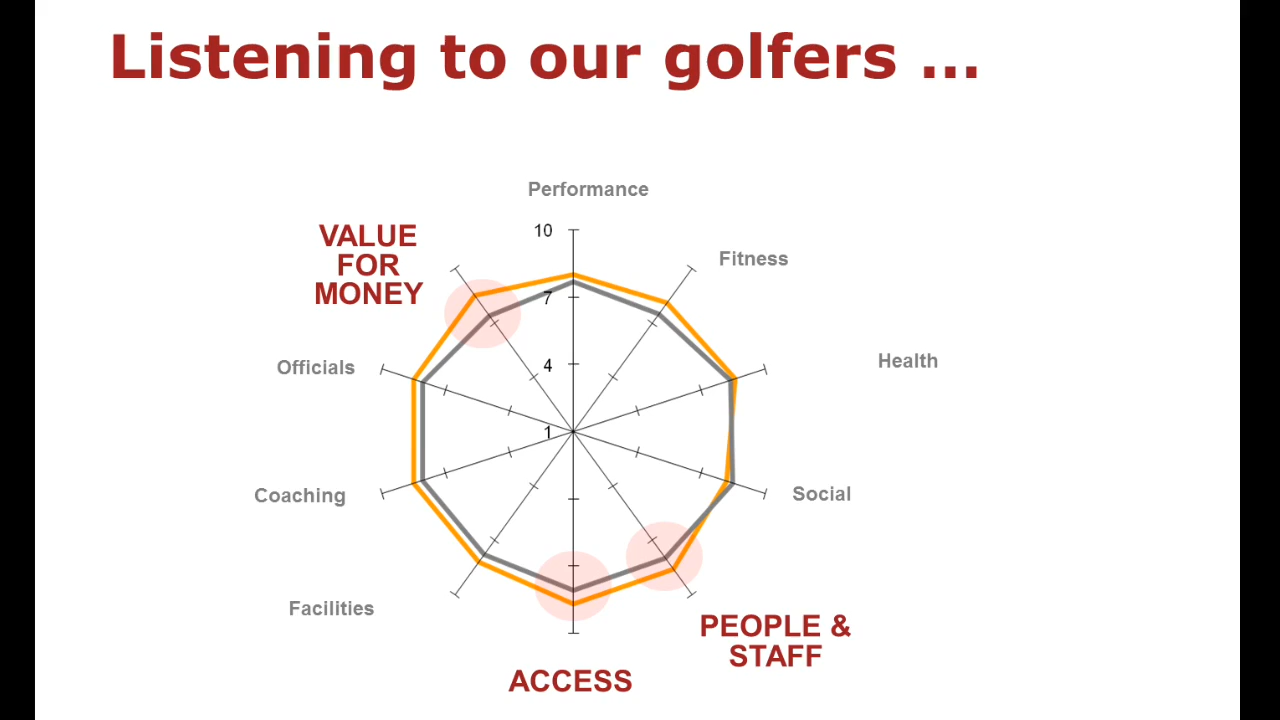 Listening to our golfers ...
Performance
10
VALUE
FOR
MONEY
Fitness
7
Officials
4
Health
1
Coaching
Social
Facilities
PEOPLE &
STAFF
ACCESS